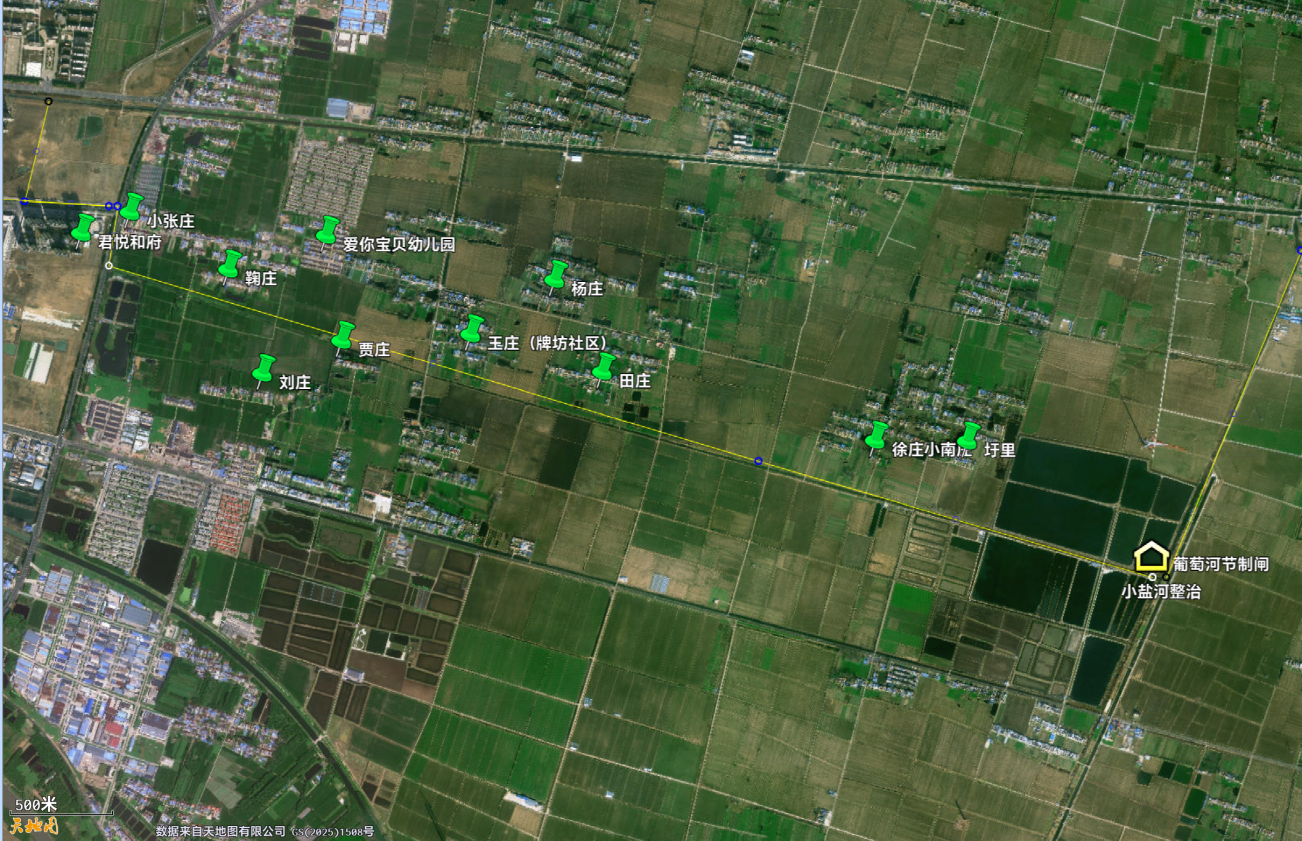 小张庄
君悦和府
爱你宝贝幼儿园
鞠庄
杨庄
玉庄（牌坊社区）
贾庄
田庄
刘庄
徐庄小南庄
圩里
葡萄河节制闸
小盐河整治
500米
天地图
数据来自天地图有限公司 GS(2025)1508号